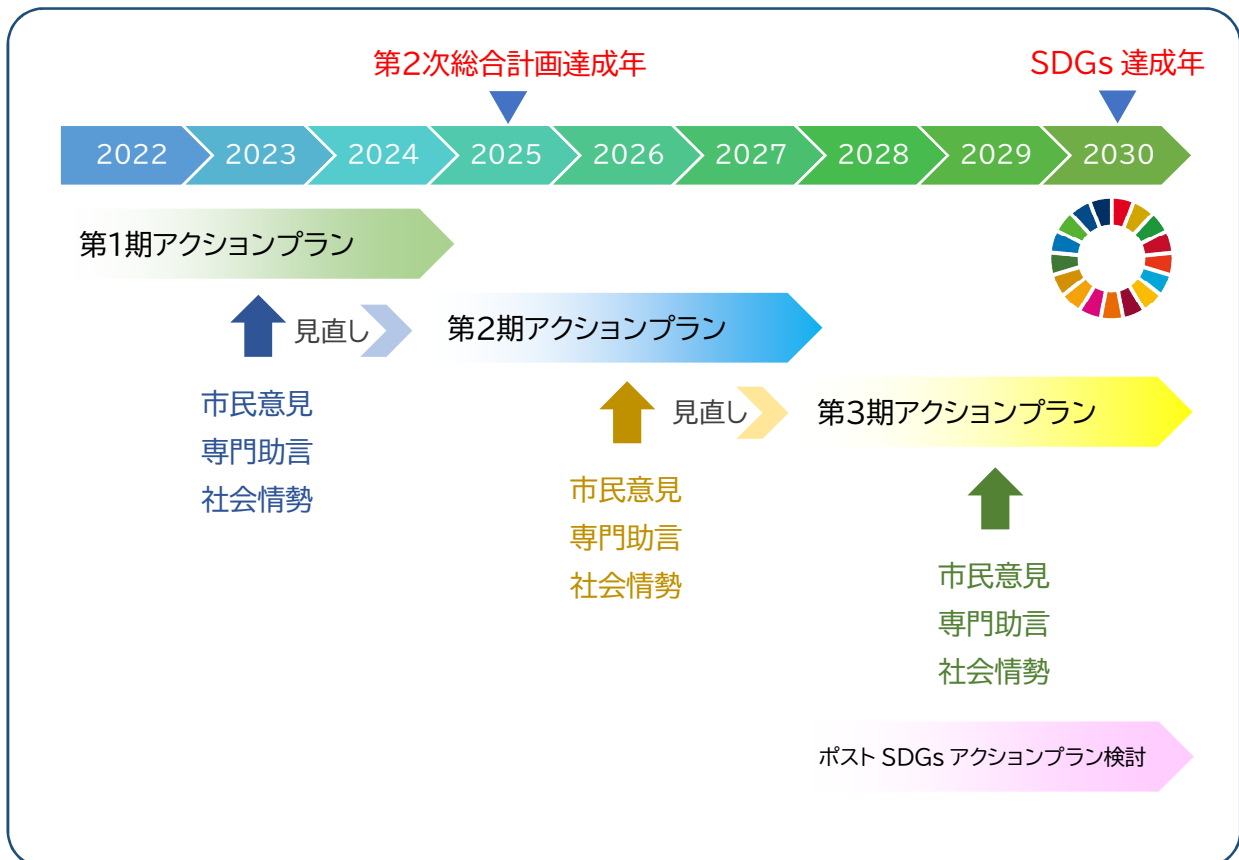 第2次総合計画達成年
SDGs 達成年
2022 2023 2024 2025 2026 2027 2028 2029 2030
第1期アクションプラン
見直し
第2期アクションプラン
市民意見
専門助言
社会情勢
見直し
第3期アクションプラン
市民意見
専門助言
社会情勢
市民意見
専門助言
社会情勢
ポスト SDGs アクションプラン検討